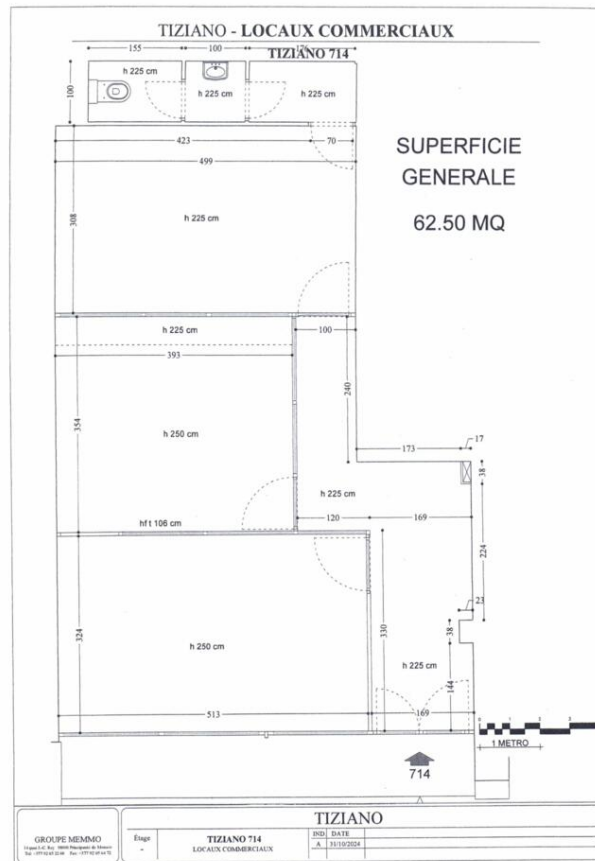 TIZIANO - LOCAUX COMMERCIAUX
TIZIANO 714
155
100
h 225 cm
h 225 cm
h 225 cm
100
423
70
499
SUPERFICIE
GENERALE
62.50 MQ
h 225 cm
308
h 225 cm
100
393
240
354
h 250 cm
173
17
38
h 225 cm
hft 106 cm
120
169
224
23
324
330
38
h 250 cm
h 225 cm
144
513
169
1 METRO
714
TIZIANO
GROUPE MEMMO
Etage
-
TIZIANO 714
LOCAUX COMMERCIAUX
IND
DATE
A
31/10/2024